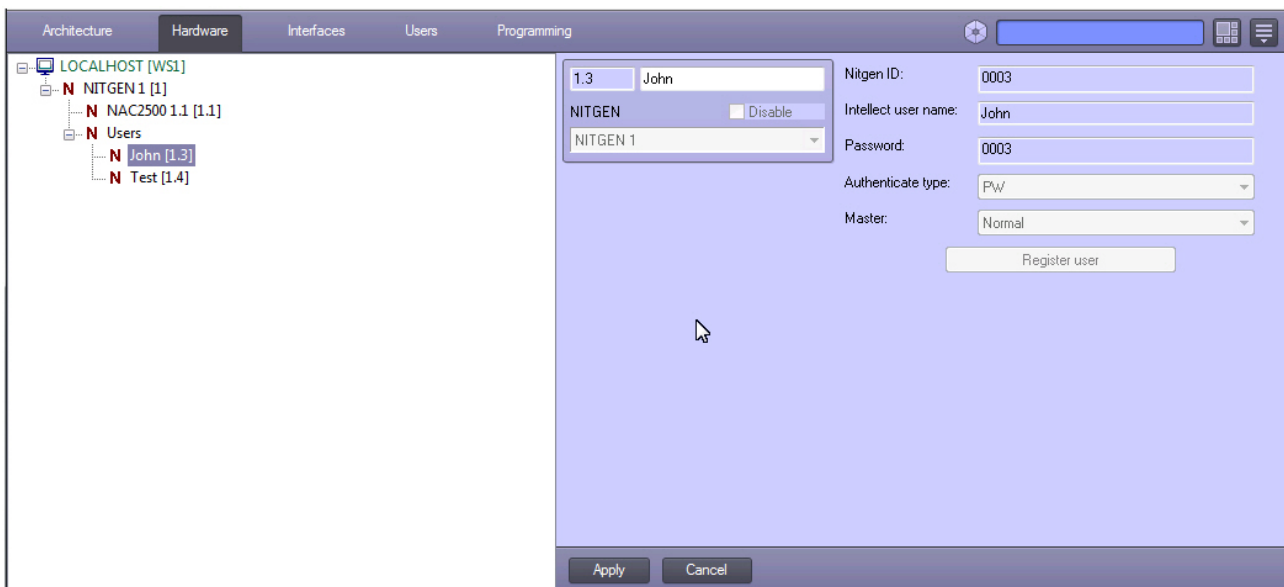 Architecture Hardware Interfaces Users Programming
LOCALHOST [WS1]
N NITGEN 1 [1]
N NAC2500 1.1 [1.1]
N Users
N John [1.3]
N Test [1.4]
1.3 John
NITGEN Disable
NITGEN 1
Nitgen ID: 0003
Intellect user name: John
Password: 0003
Authenticate type: PW
Master: Normal
Register user
Apply Cancel